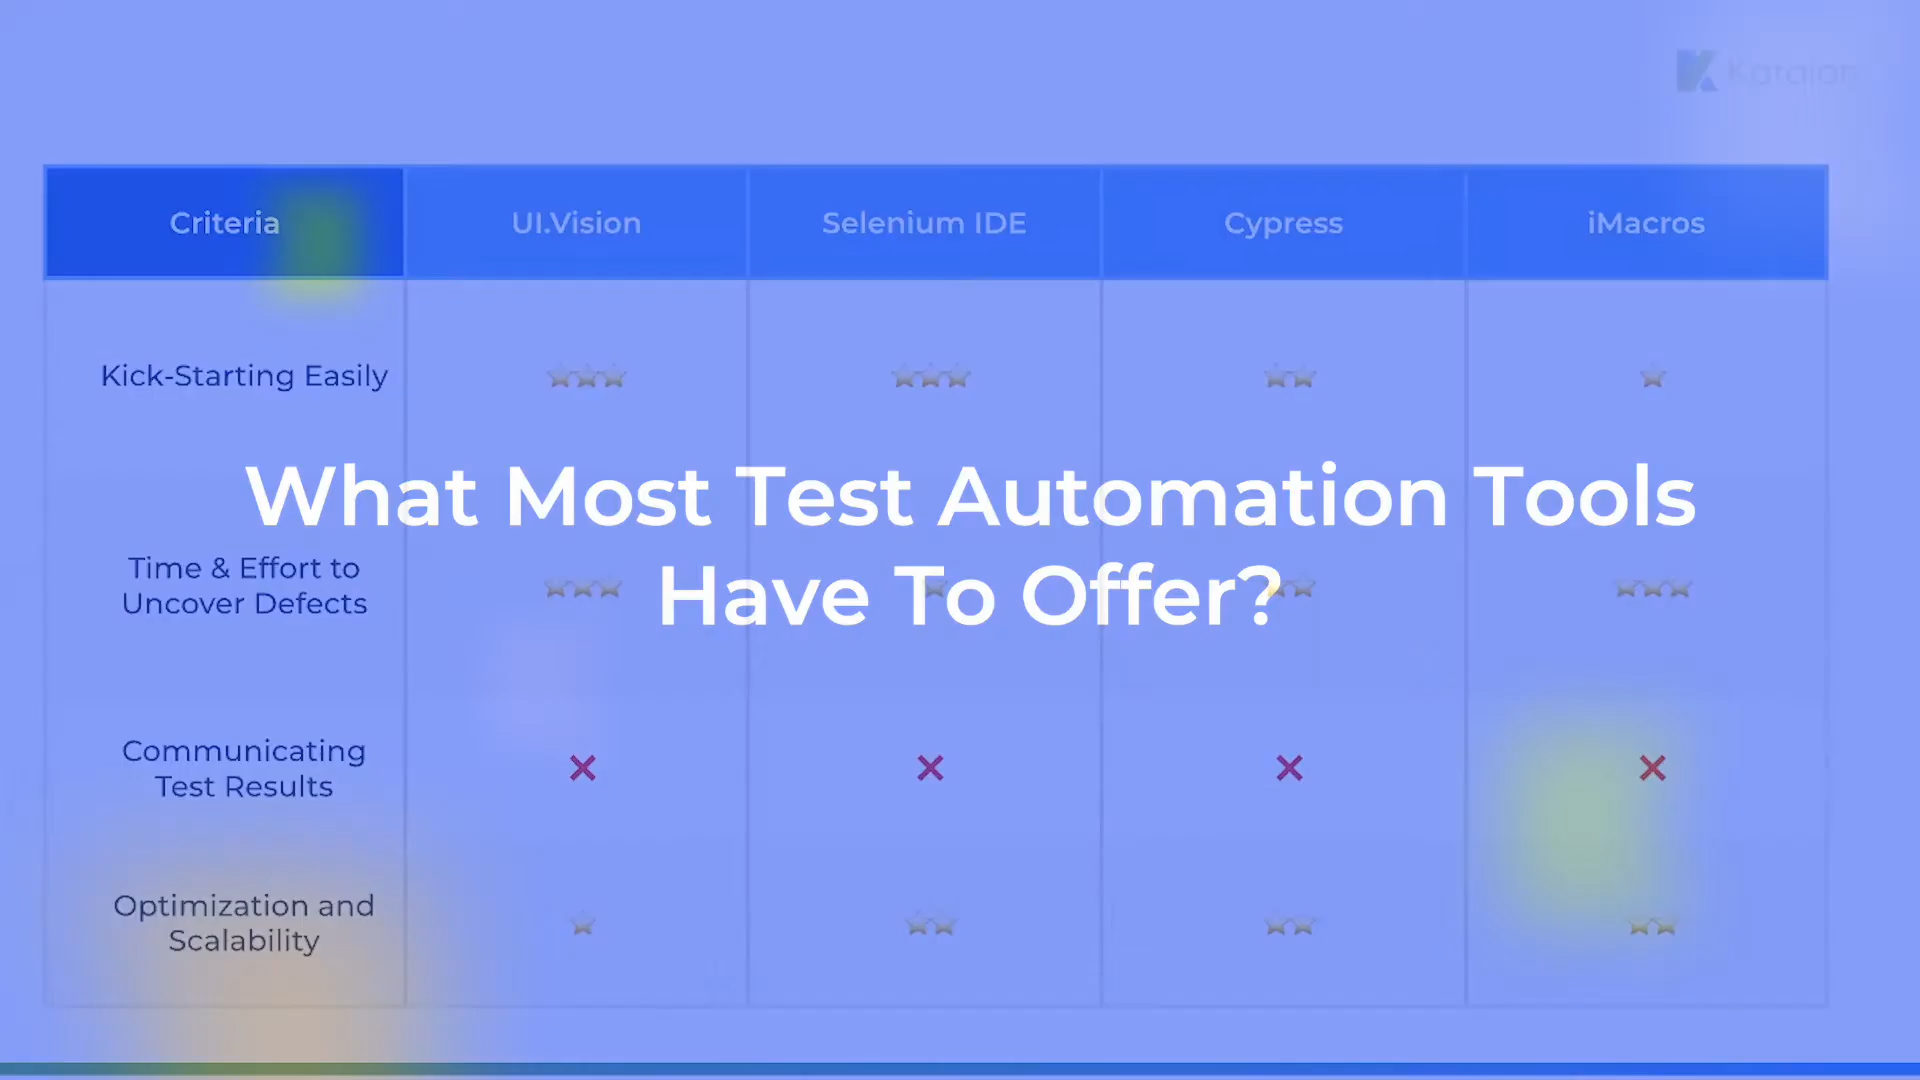 Katalon
Criteria
UI.Vision
Selenium IDE
Cypress
iMacros
Kick-Starting Easily
What Most Test Automation Tools
Have To Offer?
Time & Effort to
Uncover Defects
Communicating
Test Results
Optimization and
Scalability